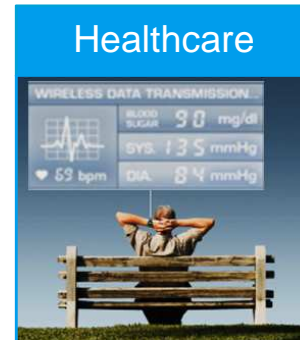 Healthcare
WIRELESS DATA TRANSMISSION...
BLOOD SUGAR 90 mg/dl
SYS. 135 mmHg
69 bpm
DIA. 84 mmHg